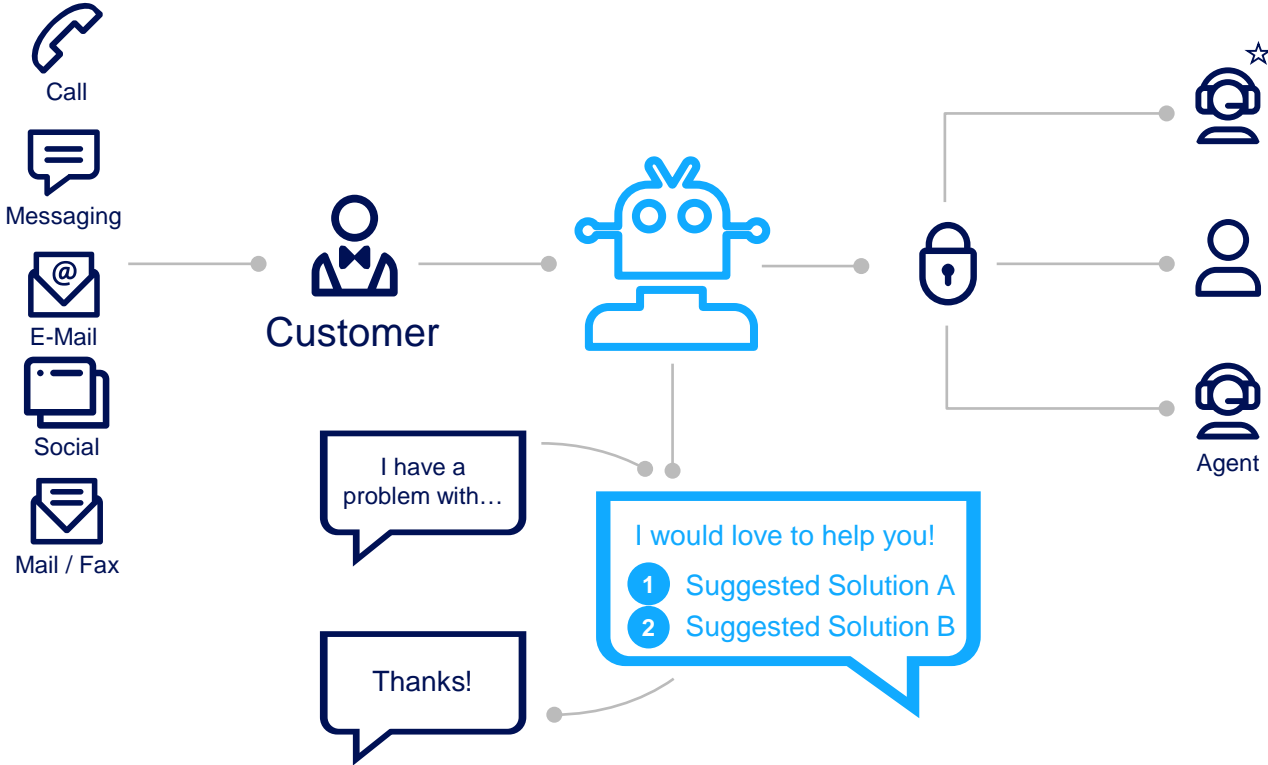 Call
Messaging
@
E-Mail
Social
Mail / Fax
Customer
I have a
problem with…
Thanks!
I would love to help you!
1 Suggested Solution A
2 Suggested Solution B
Agent